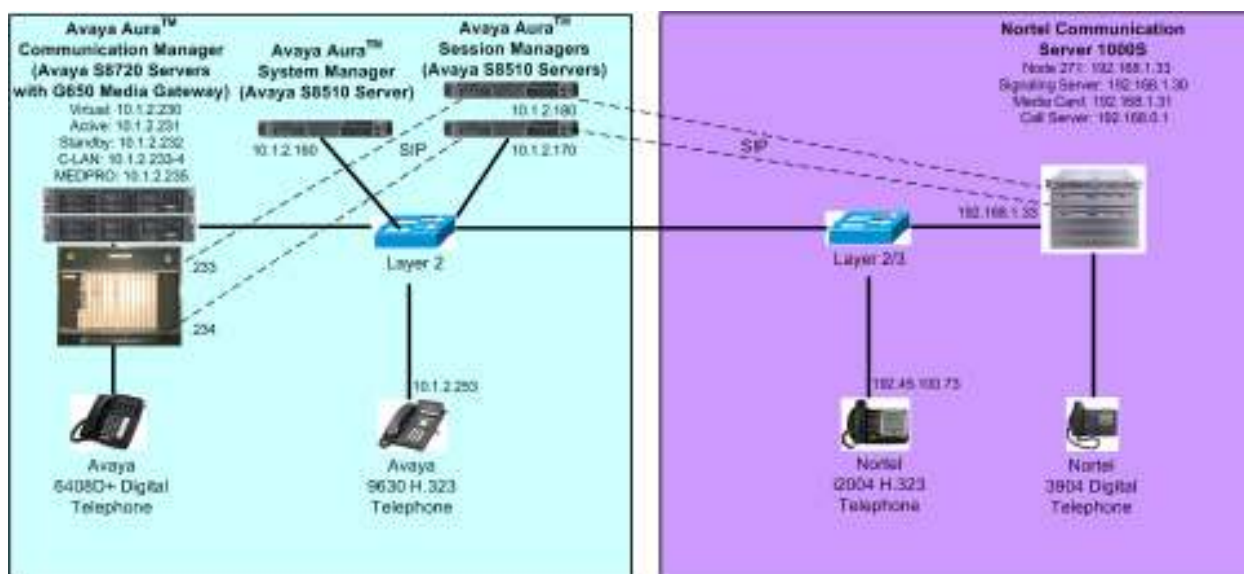 Avaya Aura™
Communication Manager
(Avaya S8720 Servers
with G650 Media Gateway)
Virtual: 10.1.2.230
Active: 10.1.2.231
Standby: 10.1.2.232
C-LAN: 10.1.2.233-4
MEDPRO: 10.1.2.235
Avaya Aura™
System Manager
(Avaya S8510 Server)
10.1.2.160
Avaya Aura™
Session Managers
(Avaya S8510 Servers)
10.1.2.180
10.1.2.170
SIP
Layer 2
233
234
Avaya
6408D+ Digital
Telephone
10.1.2.253
Avaya
9630 H.323
Telephone
Nortel Communication
Server 1000S
Node 271: 192.168.1.33
Signaling Server: 192.168.1.30
Media Card: 192.168.1.31
Call Server: 192.168.0.1
SIP
192.168.1.33
Layer 2/3
192.45.100.73
Nortel
i2004 H.323
Telephone
Nortel
3904 Digital
Telephone